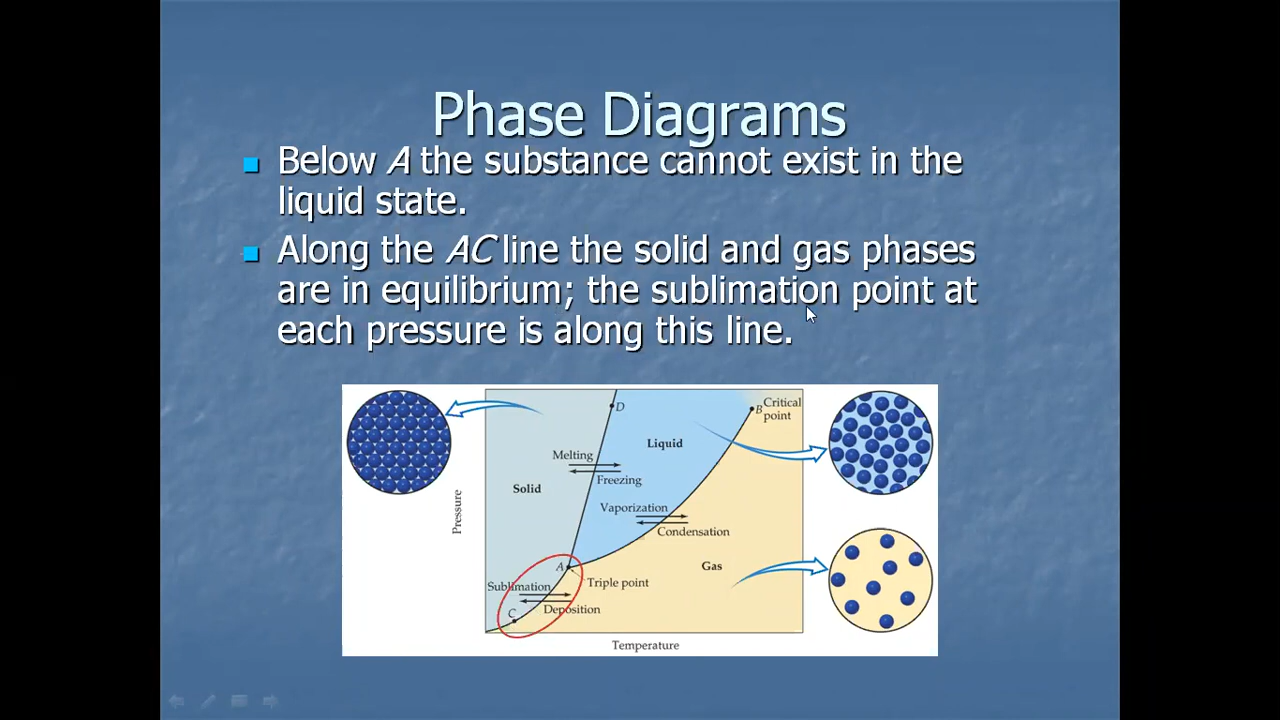 Phase Diagrams
Below A the substance cannot exist in the
liquid state.
Along the AC line the solid and gas phases
are in equilibrium; the sublimation point at
each pressure is along this line.
D
B
Critical
point
Liquid
Melting
Freezing
Solid
Pressure
Vaporization
Condensation
A
Gas
Triple point
Sublimation
Deposition
C
Temperature